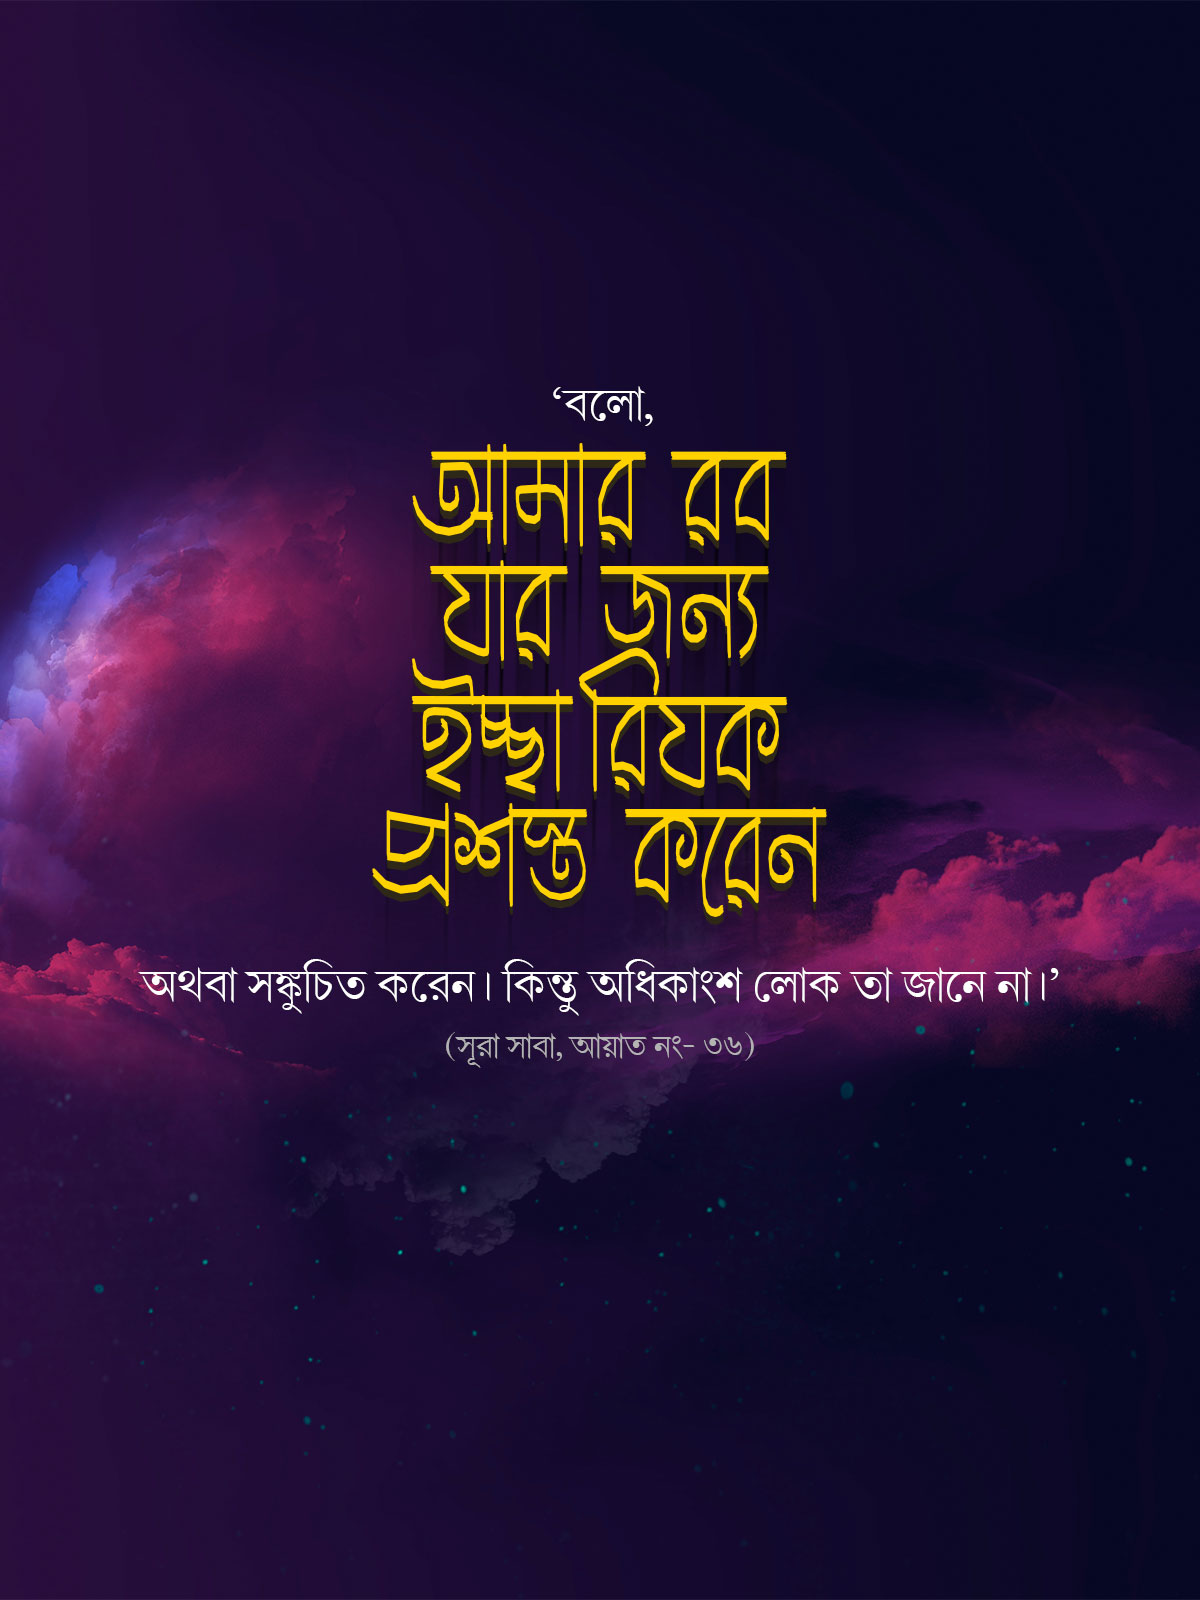 ‘বলো,
আমার রব
যার জন্য
ইচ্ছা রিযক
প্রশস্ত করেন
অথবা সঙ্কুচিত করেন। কিন্তু অধিকাংশ লোক তা জানে না।’
(সূরা সাবা, আয়াত নং- ৩৬)